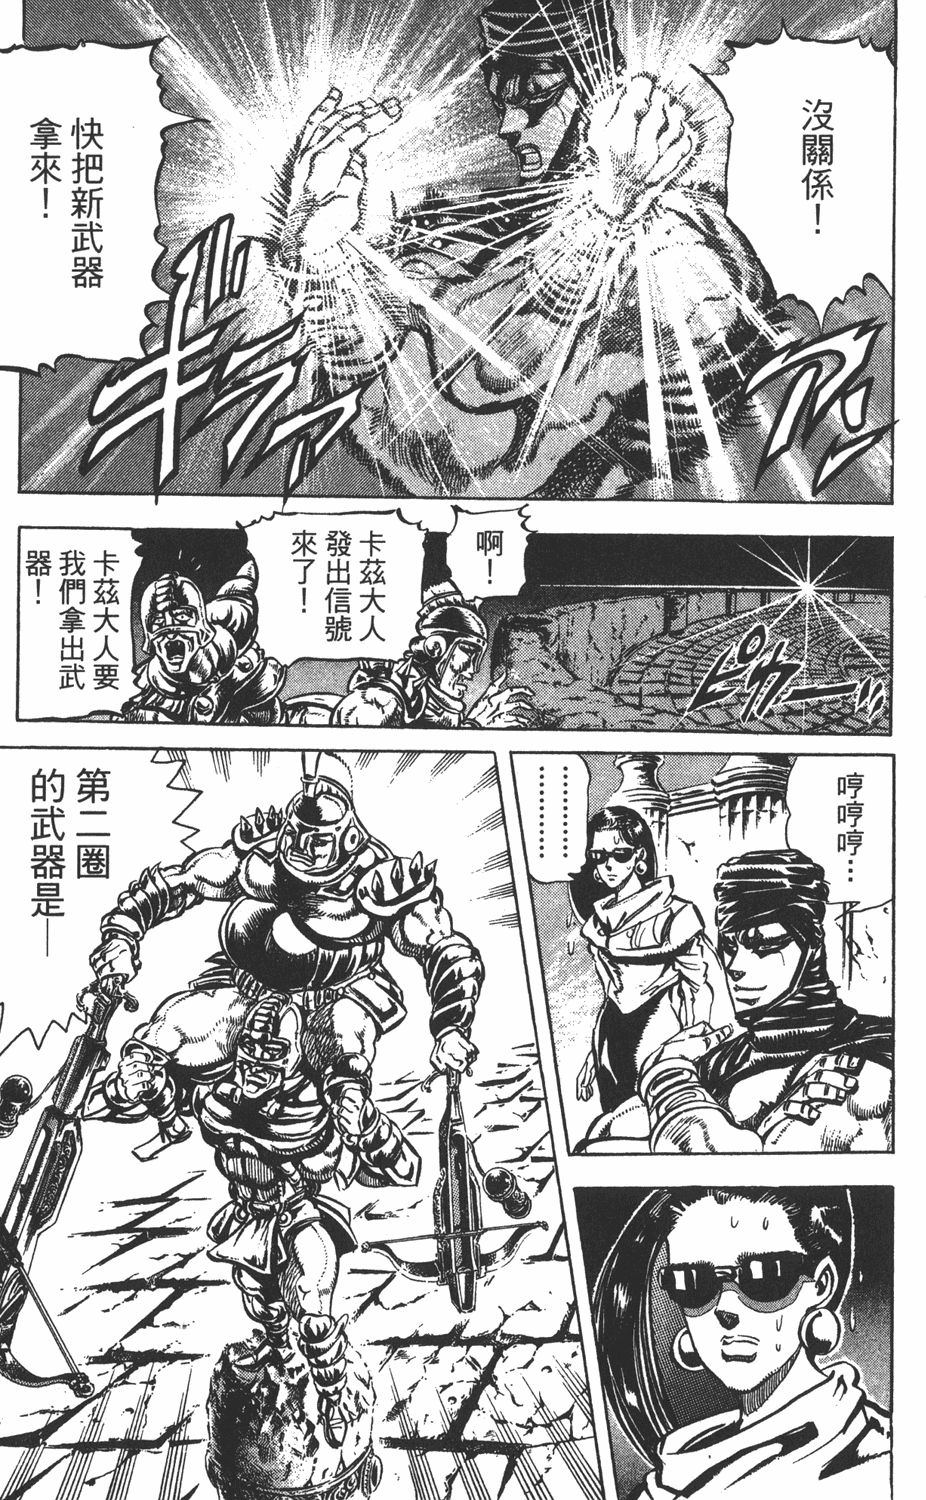 沒關係！
快把新武器
拿來！
ギラァァ
ピカーッ
啊！
卡茲大人
發出信號
來了！
卡茲大人要
我們拿出武
器！
哼哼哼…
………
第二圈
的武器是—